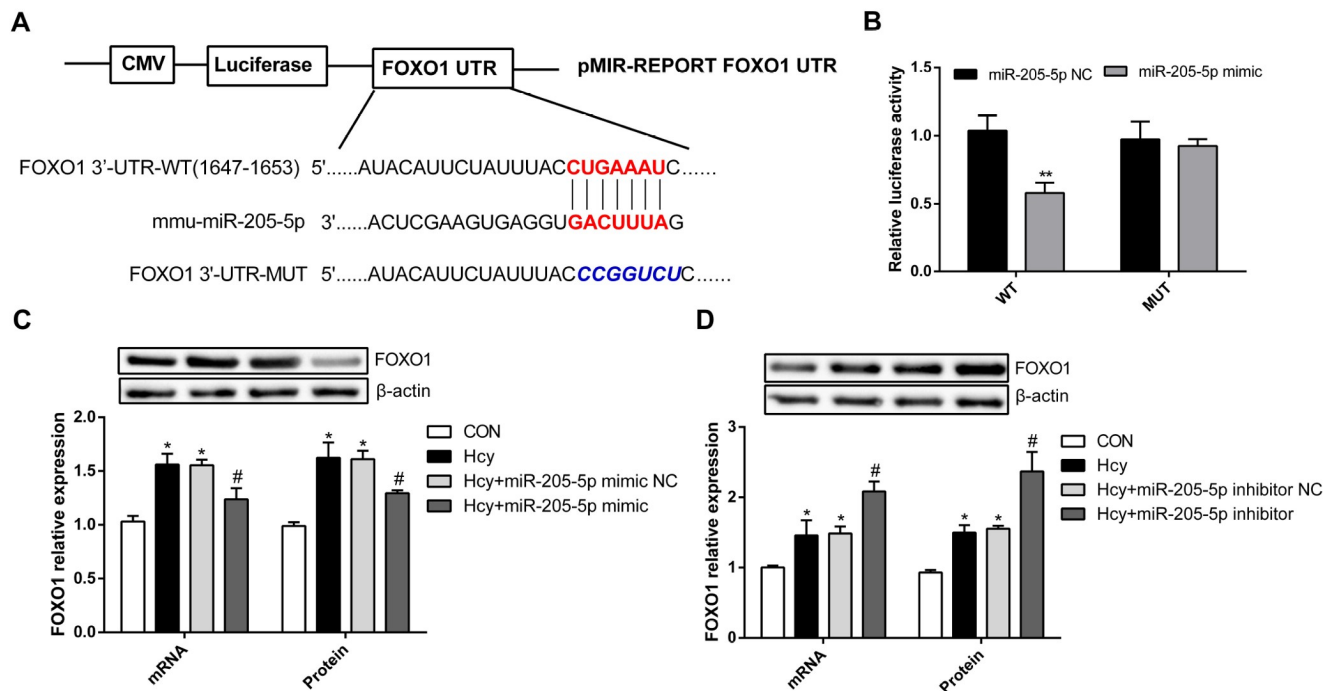 A
CMV
Luciferase
FOXO1 UTR
pMIR-REPORT FOXO1 UTR
FOXO1 3'-UTR-WT(1647-1653) 5'......AUACAUUCUAUUUACCUGAAAUC......
mmu-miR-205-5p 3'......ACUCGAAGUGAGGUGACUUUAG
FOXO1 3'-UTR-MUT 5'......AUACAUUCUAUUUACCCGGUCUC......
B
miR-205-5p NC
miR-205-5p mimic
Relative luciferase activity
1.5
1.0
0.5
0.0
**
WT
MUT
C
FOXO1
β-actin
FOXO1 relative expression
2.0
1.5
1.0
0.5
0.0
* * #
* * #
mRNA
Protein
CON
Hcy
Hcy+miR-205-5p mimic NC
Hcy+miR-205-5p mimic
D
FOXO1
β-actin
FOXO1 relative expression
3
2
1
0
* * #
* * #
mRNA
Protein
CON
Hcy
Hcy+miR-205-5p inhibitor NC
Hcy+miR-205-5p inhibitor